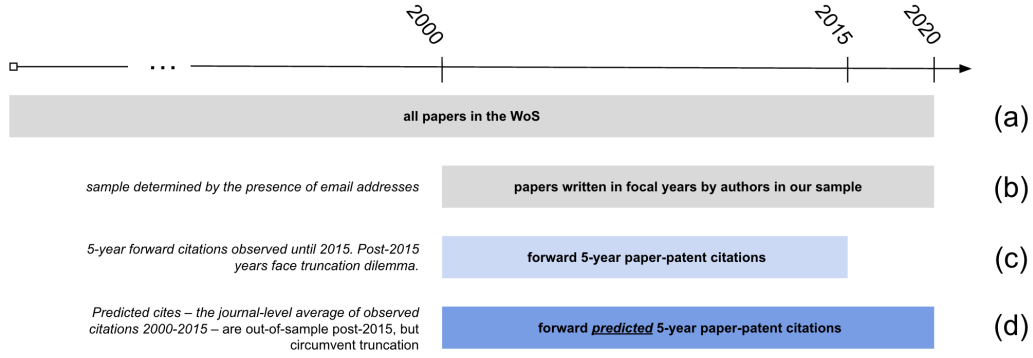 2000
2015
2020
...
all papers in the WoS
(a)
sample determined by the presence of email addresses
papers written in focal years by authors in our sample
(b)
5-year forward citations observed until 2015. Post-2015
years face truncation dilemma.
forward 5-year paper-patent citations
(c)
Predicted cites – the journal-level average of observed
citations 2000-2015 – are out-of-sample post-2015, but
circumvent truncation
forward predicted 5-year paper-patent citations
(d)